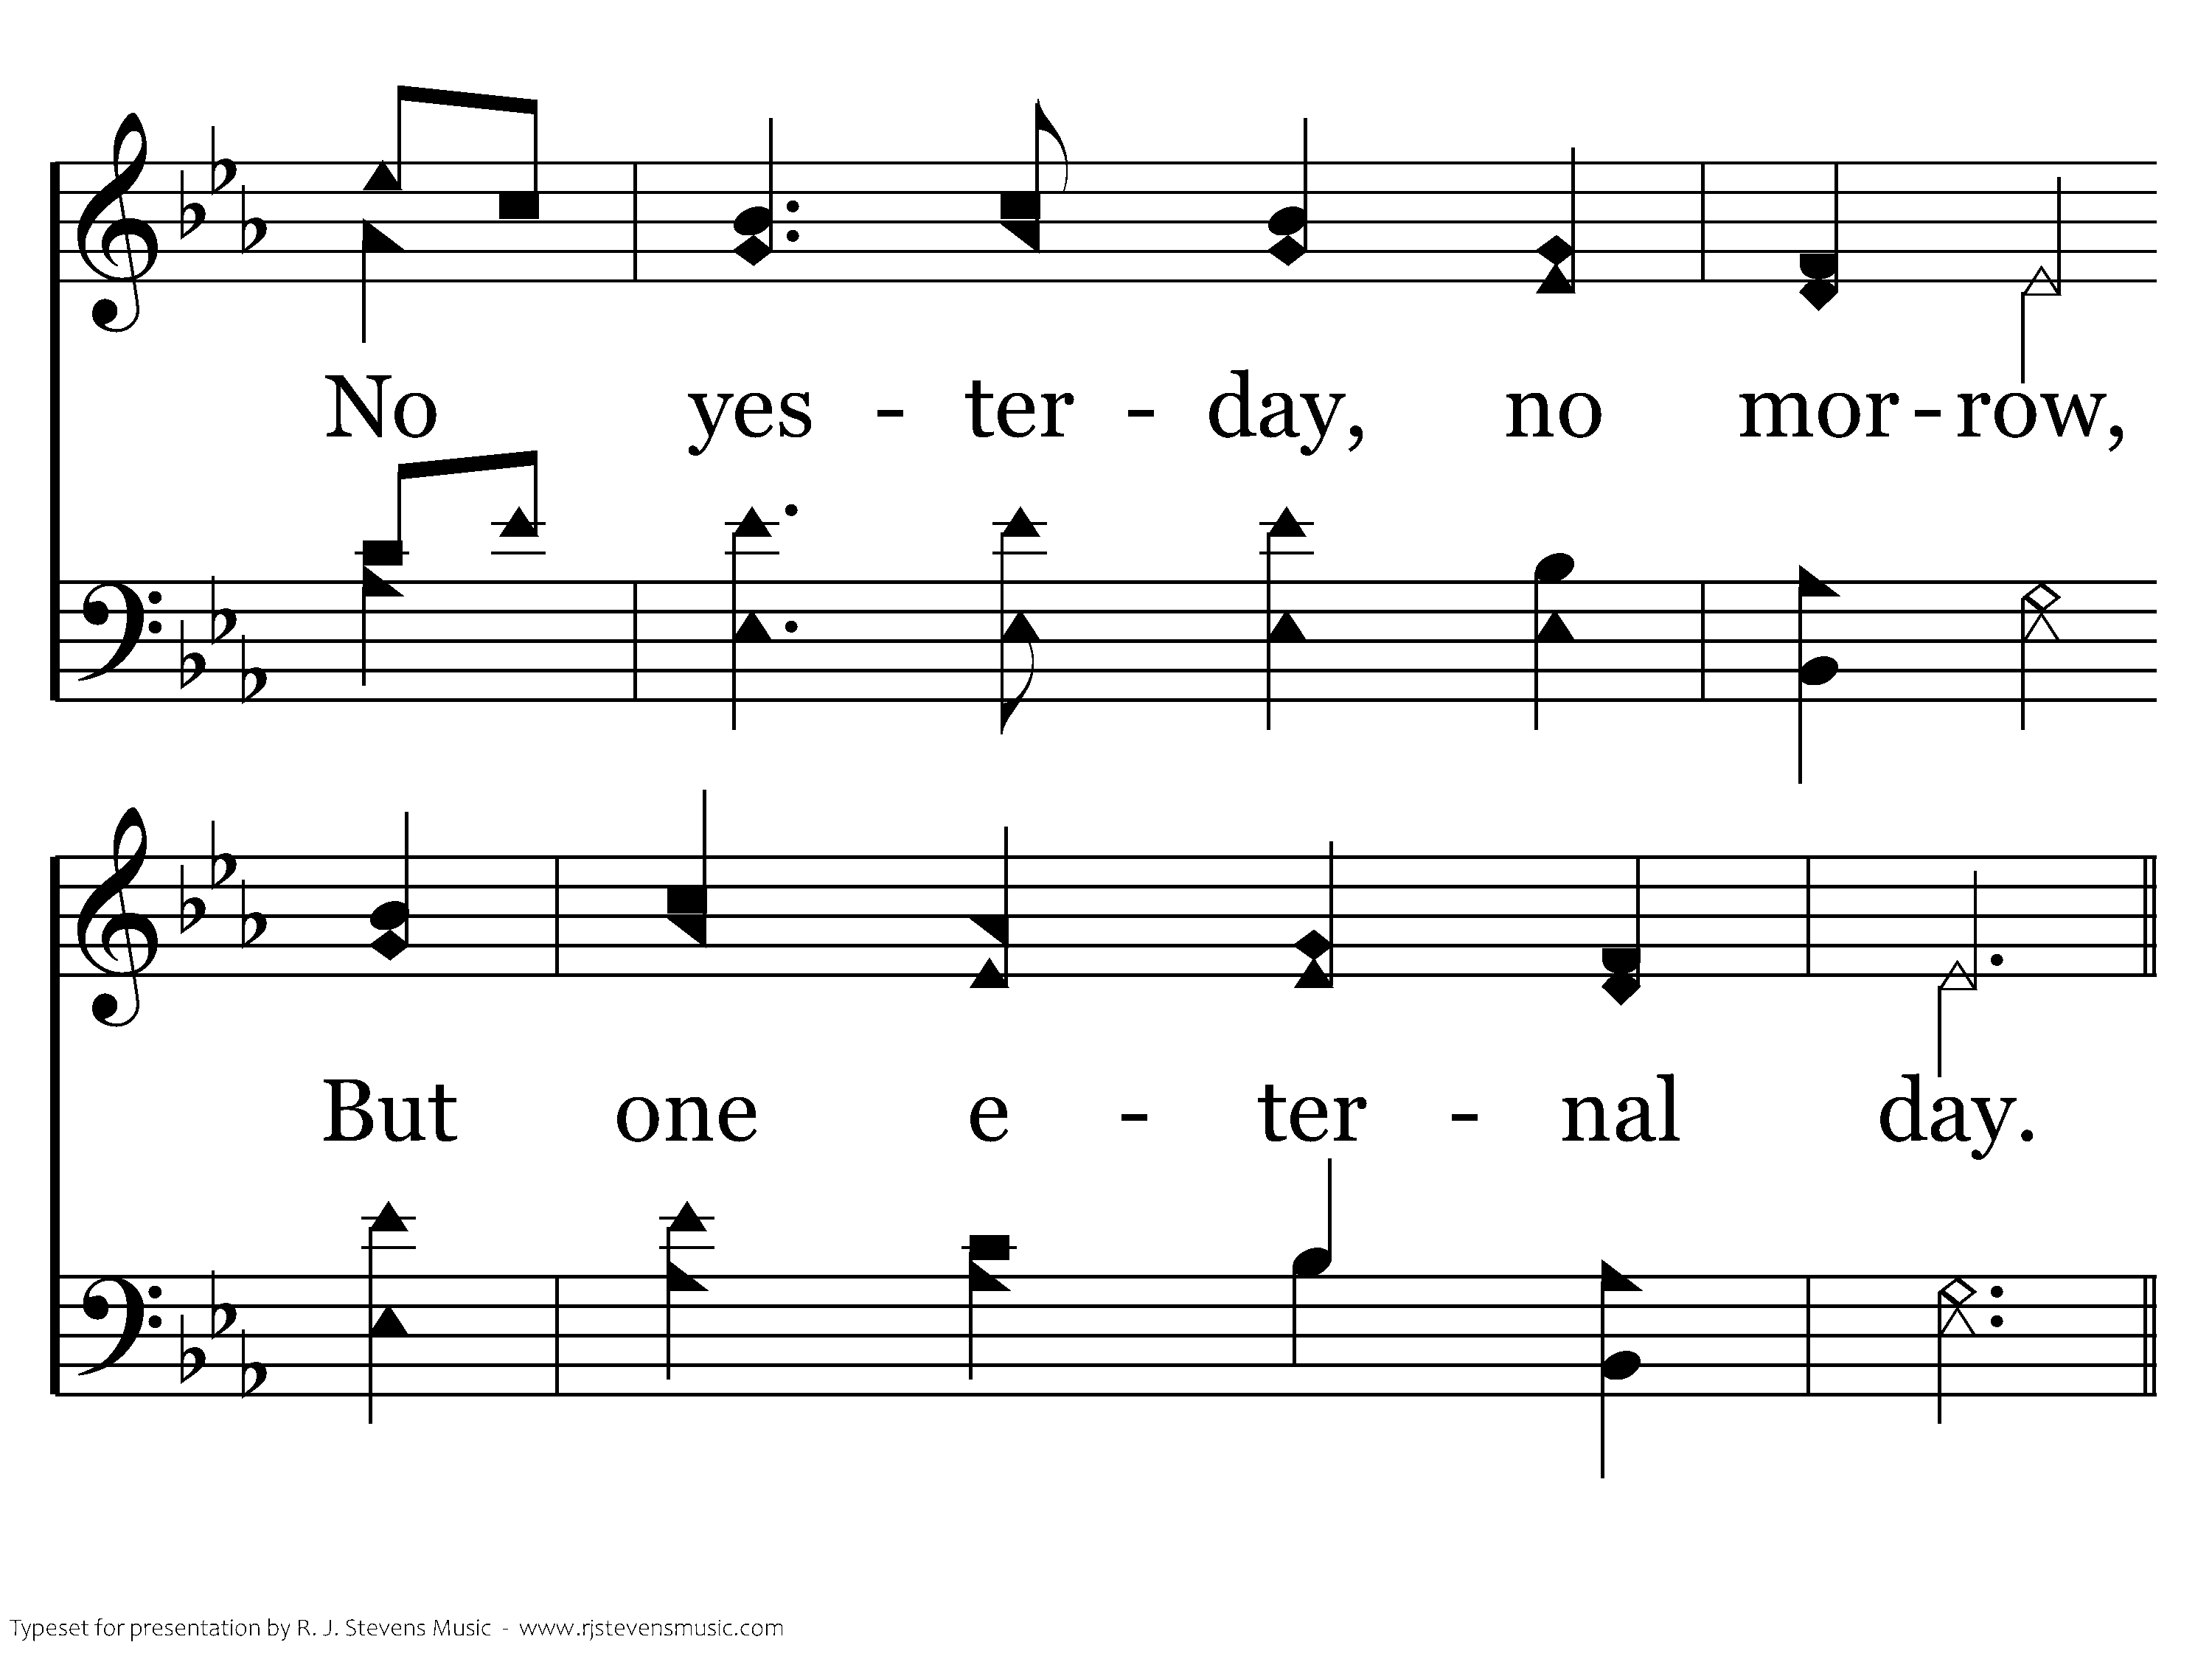 No yes - ter - day, no mor - row,
But one e - ter - nal day.
Typeset for presentation by R. J. Stevens Music - www.rjstevensmusic.com